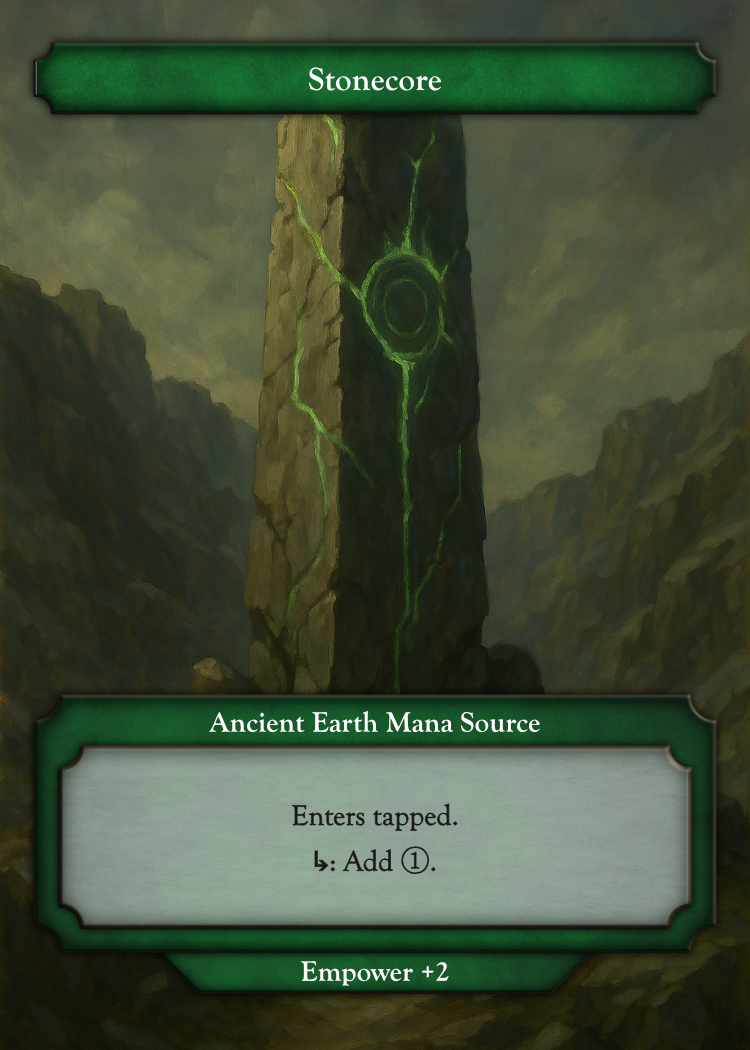 Stonecore
Ancient Earth Mana Source
Enters tapped.
↳: Add ①.
Empower +2